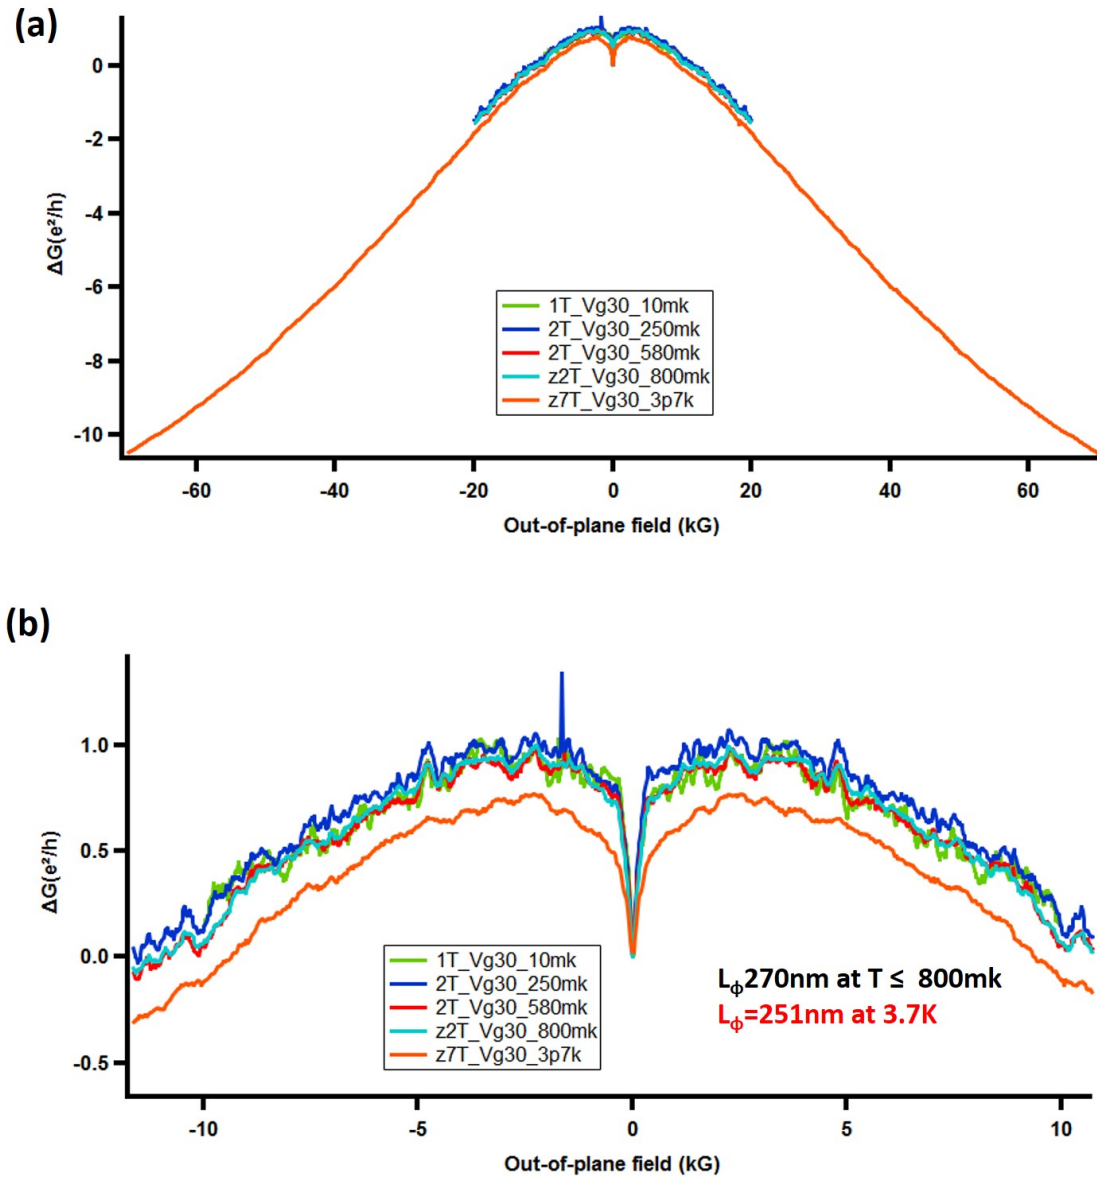 (a)
0
-2
-4
-6
-8
-10
ΔG(e²/h)
1T_Vg30_10mk
2T_Vg30_250mk
2T_Vg30_580mk
z2T_Vg30_800mk
z7T_Vg30_3p7k
-60 -40 -20 0 20 40 60
Out-of-plane field (kG)
(b)
1.0
0.5
0.0
-0.5
ΔG(e²/h)
1T_Vg30_10mk
2T_Vg30_250mk
2T_Vg30_580mk
z2T_Vg30_800mk
z7T_Vg30_3p7k
Lϕ270nm at T ≤ 800mk
Lϕ=251nm at 3.7K
-10 -5 0 5 10
Out-of-plane field (kG)